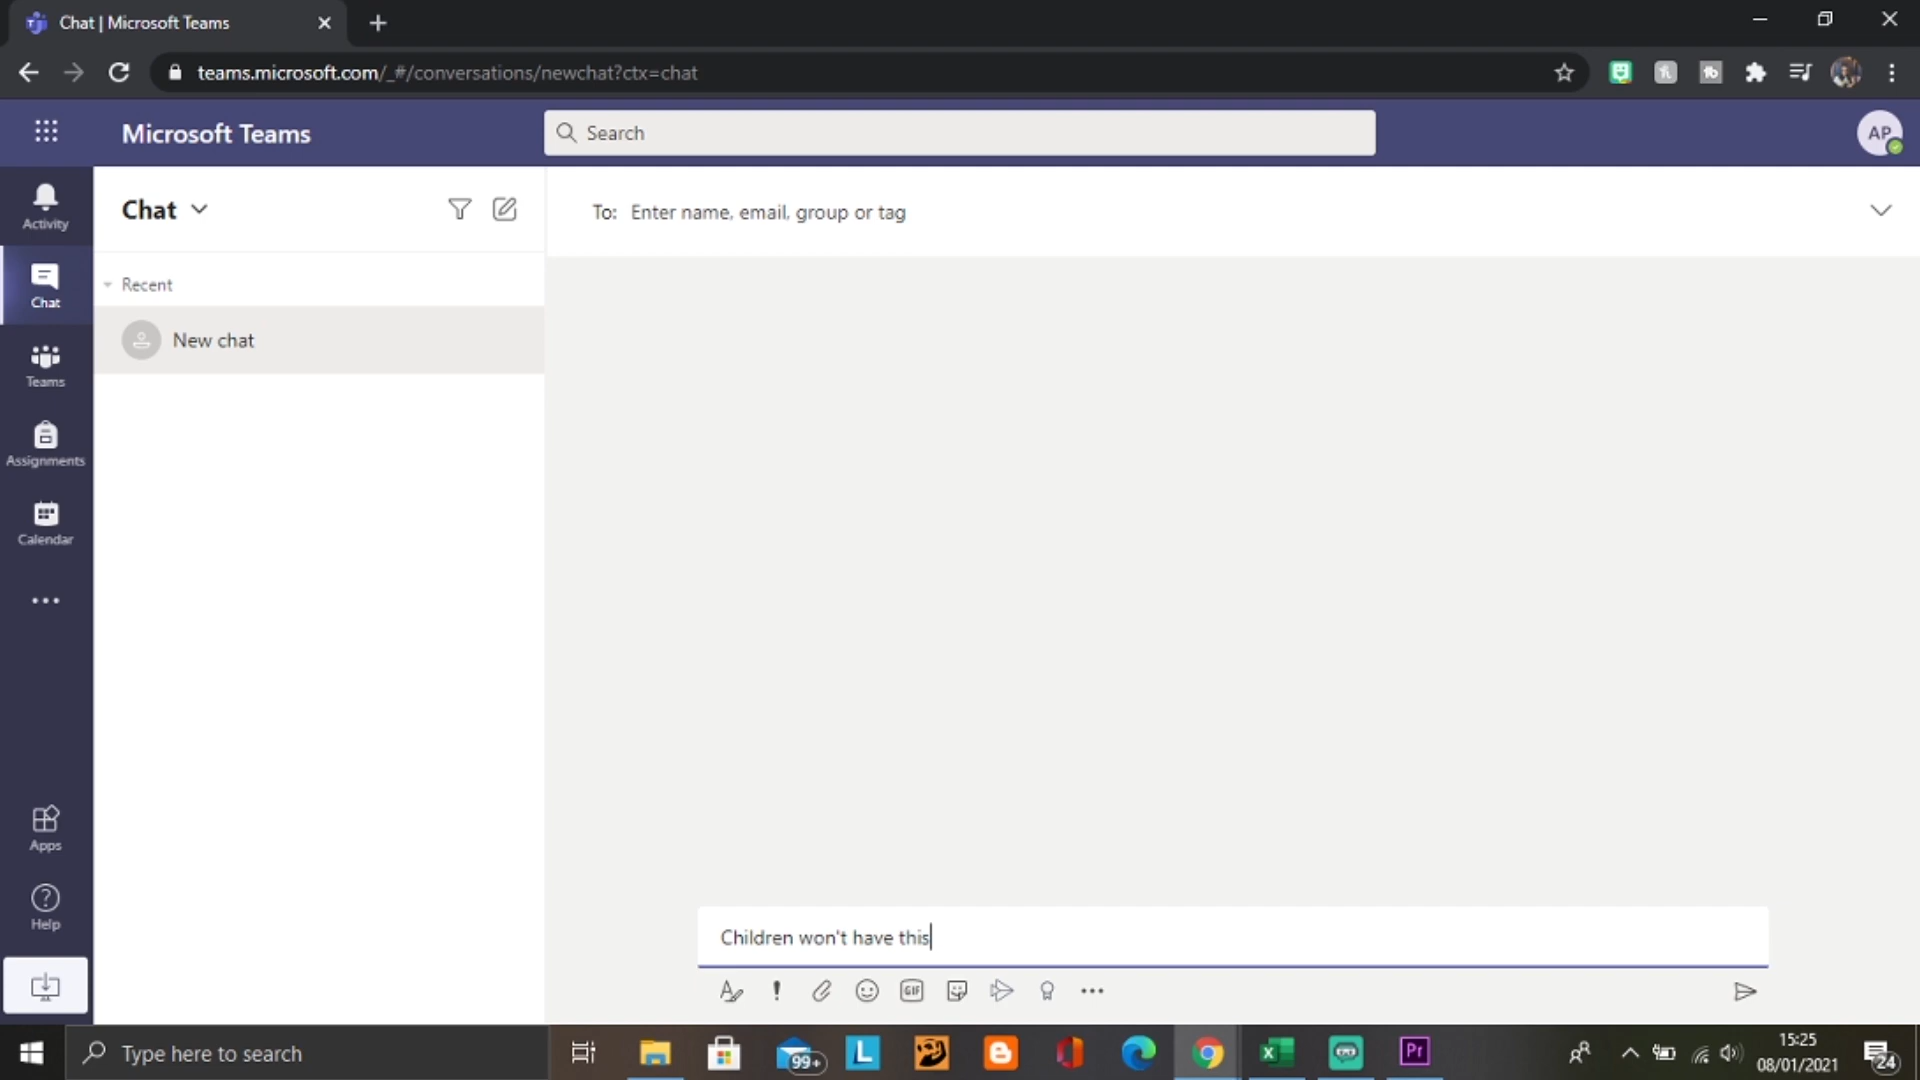 Chat | Microsoft Teams
teams.microsoft.com/_#/conversations/newchat?ctx=chat
Microsoft Teams
Search
AP
Activity
Chat
To: Enter name, email, group or tag
Chat
Recent
New chat
Teams
Assignments
Calendar
Apps
Help
Children won't have this
GIF
Type here to search
99+
L
Pr
15:25
08/01/2021
24